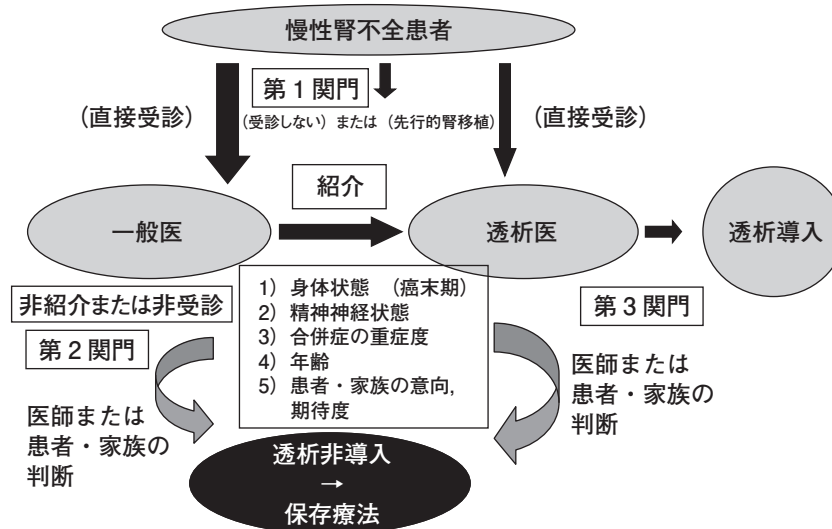 慢性腎不全患者
第1関門
(直接受診)
(受診しない) または (先行的腎移植)
(直接受診)
紹介
一般医
透析医
透析導入
非紹介または非受診
第2関門
1) 身体状態 (癌末期)
2) 精神神経状態
3) 合併症の重症度
4) 年齢
5) 患者・家族の意向,
期待度
第3関門
医師または
患者・家族の
判断
医師または
患者・家族の
判断
透析非導入
→
保存療法